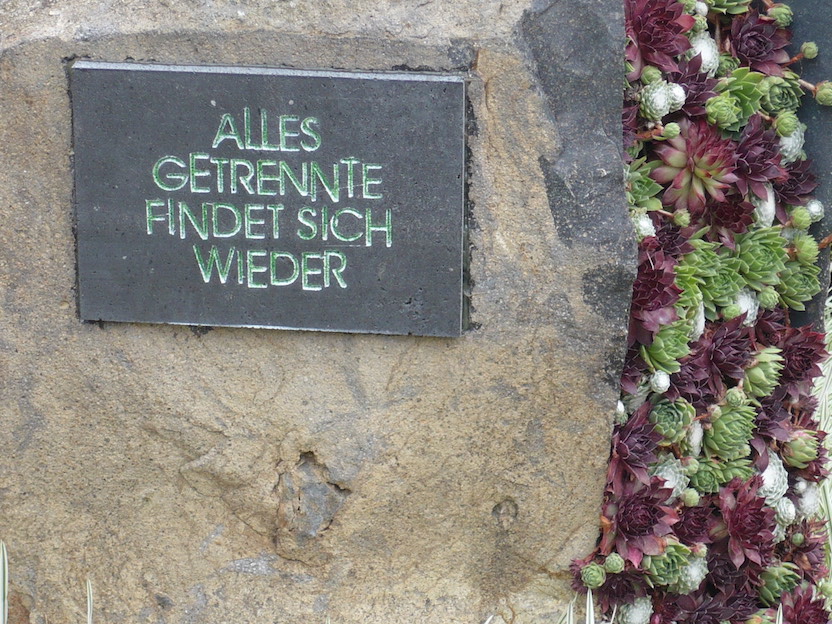 ALLES
GETRENNTE
FINDET SICH
WIEDER